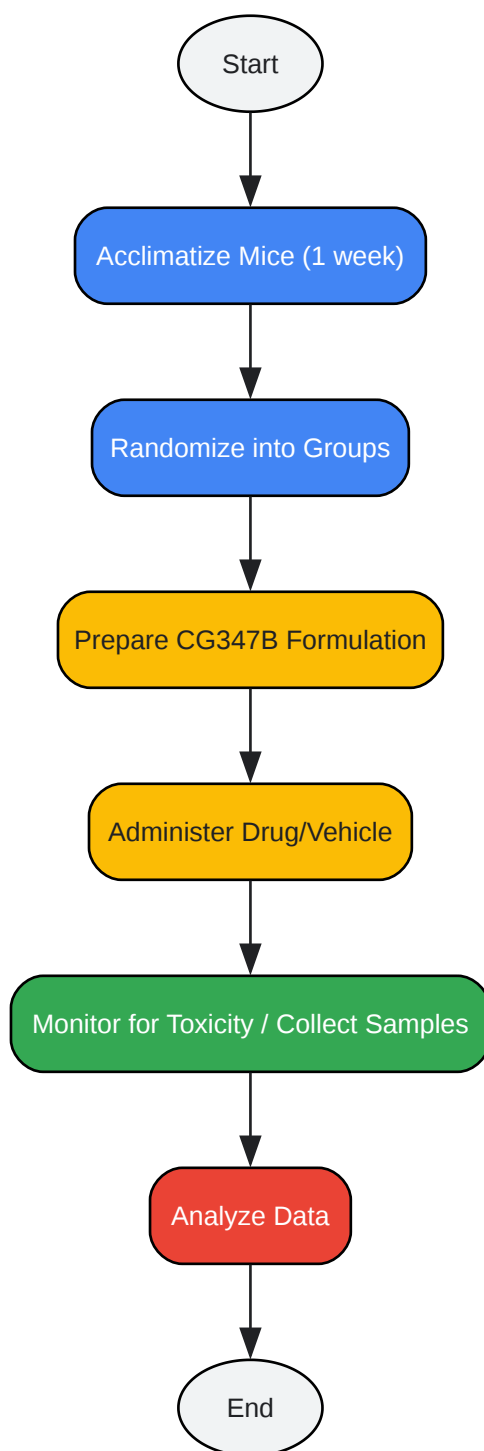 Start
Acclimatize Mice (1 week)
Randomize into Groups
Prepare CG347B Formulation
Administer Drug/Vehicle
Monitor for Toxicity / Collect Samples
Analyze Data
End